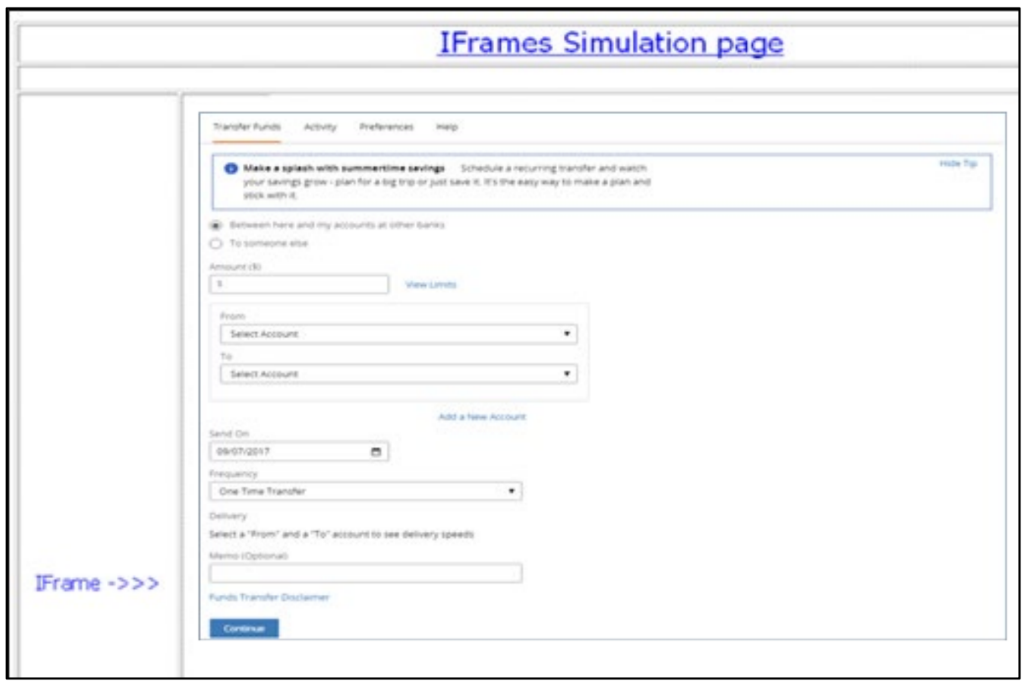 IFrames Simulation page
Transfer Funds Activity Preferences Help
Make a splash with summertime savings Schedule a recurring transfer and watch
your savings grow - plan for a big trip or just save it. It's the easy way to make a plan and
stick with it.
Hide Tip
Between here and my accounts at other banks
To someone else
Amount ($)
$
View Limits
From
Select Account
To
Select Account
Add a New Account
Send On
09/07/2017
Frequency
One Time Transfer
Delivery
Select a "From" and a "To" account to see delivery speeds
Memo (Optional)
IFrame ->>>
Funds Transfer Disclaimer
Continue